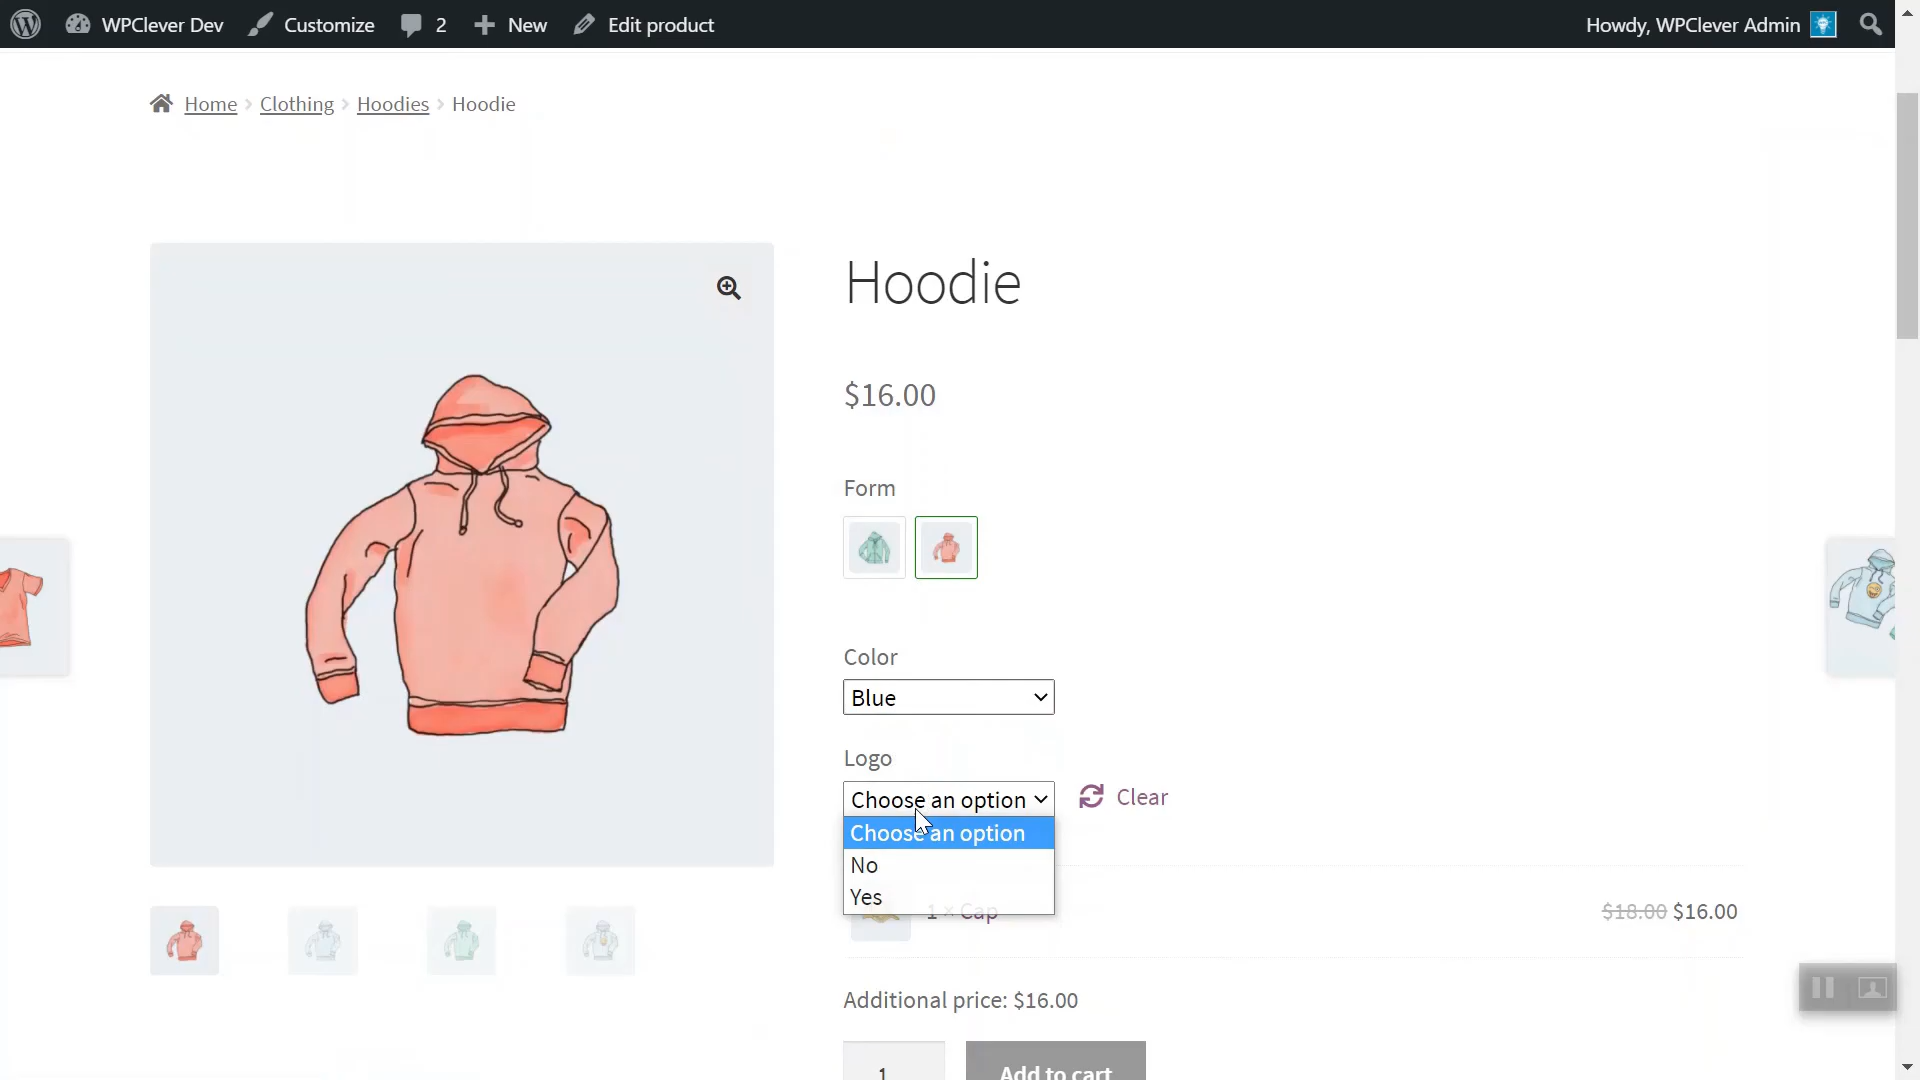 WPClever Dev Customize 2 New Edit product Howdy, WPClever Admin
Home Clothing Hoodies Hoodie
Hoodie
$16.00
Form
Color
Blue
Logo
Choose an option Clear
Choose an option
No
Yes
1 × Cap $18.00 $16.00
Additional price: $16.00
1 Add to cart